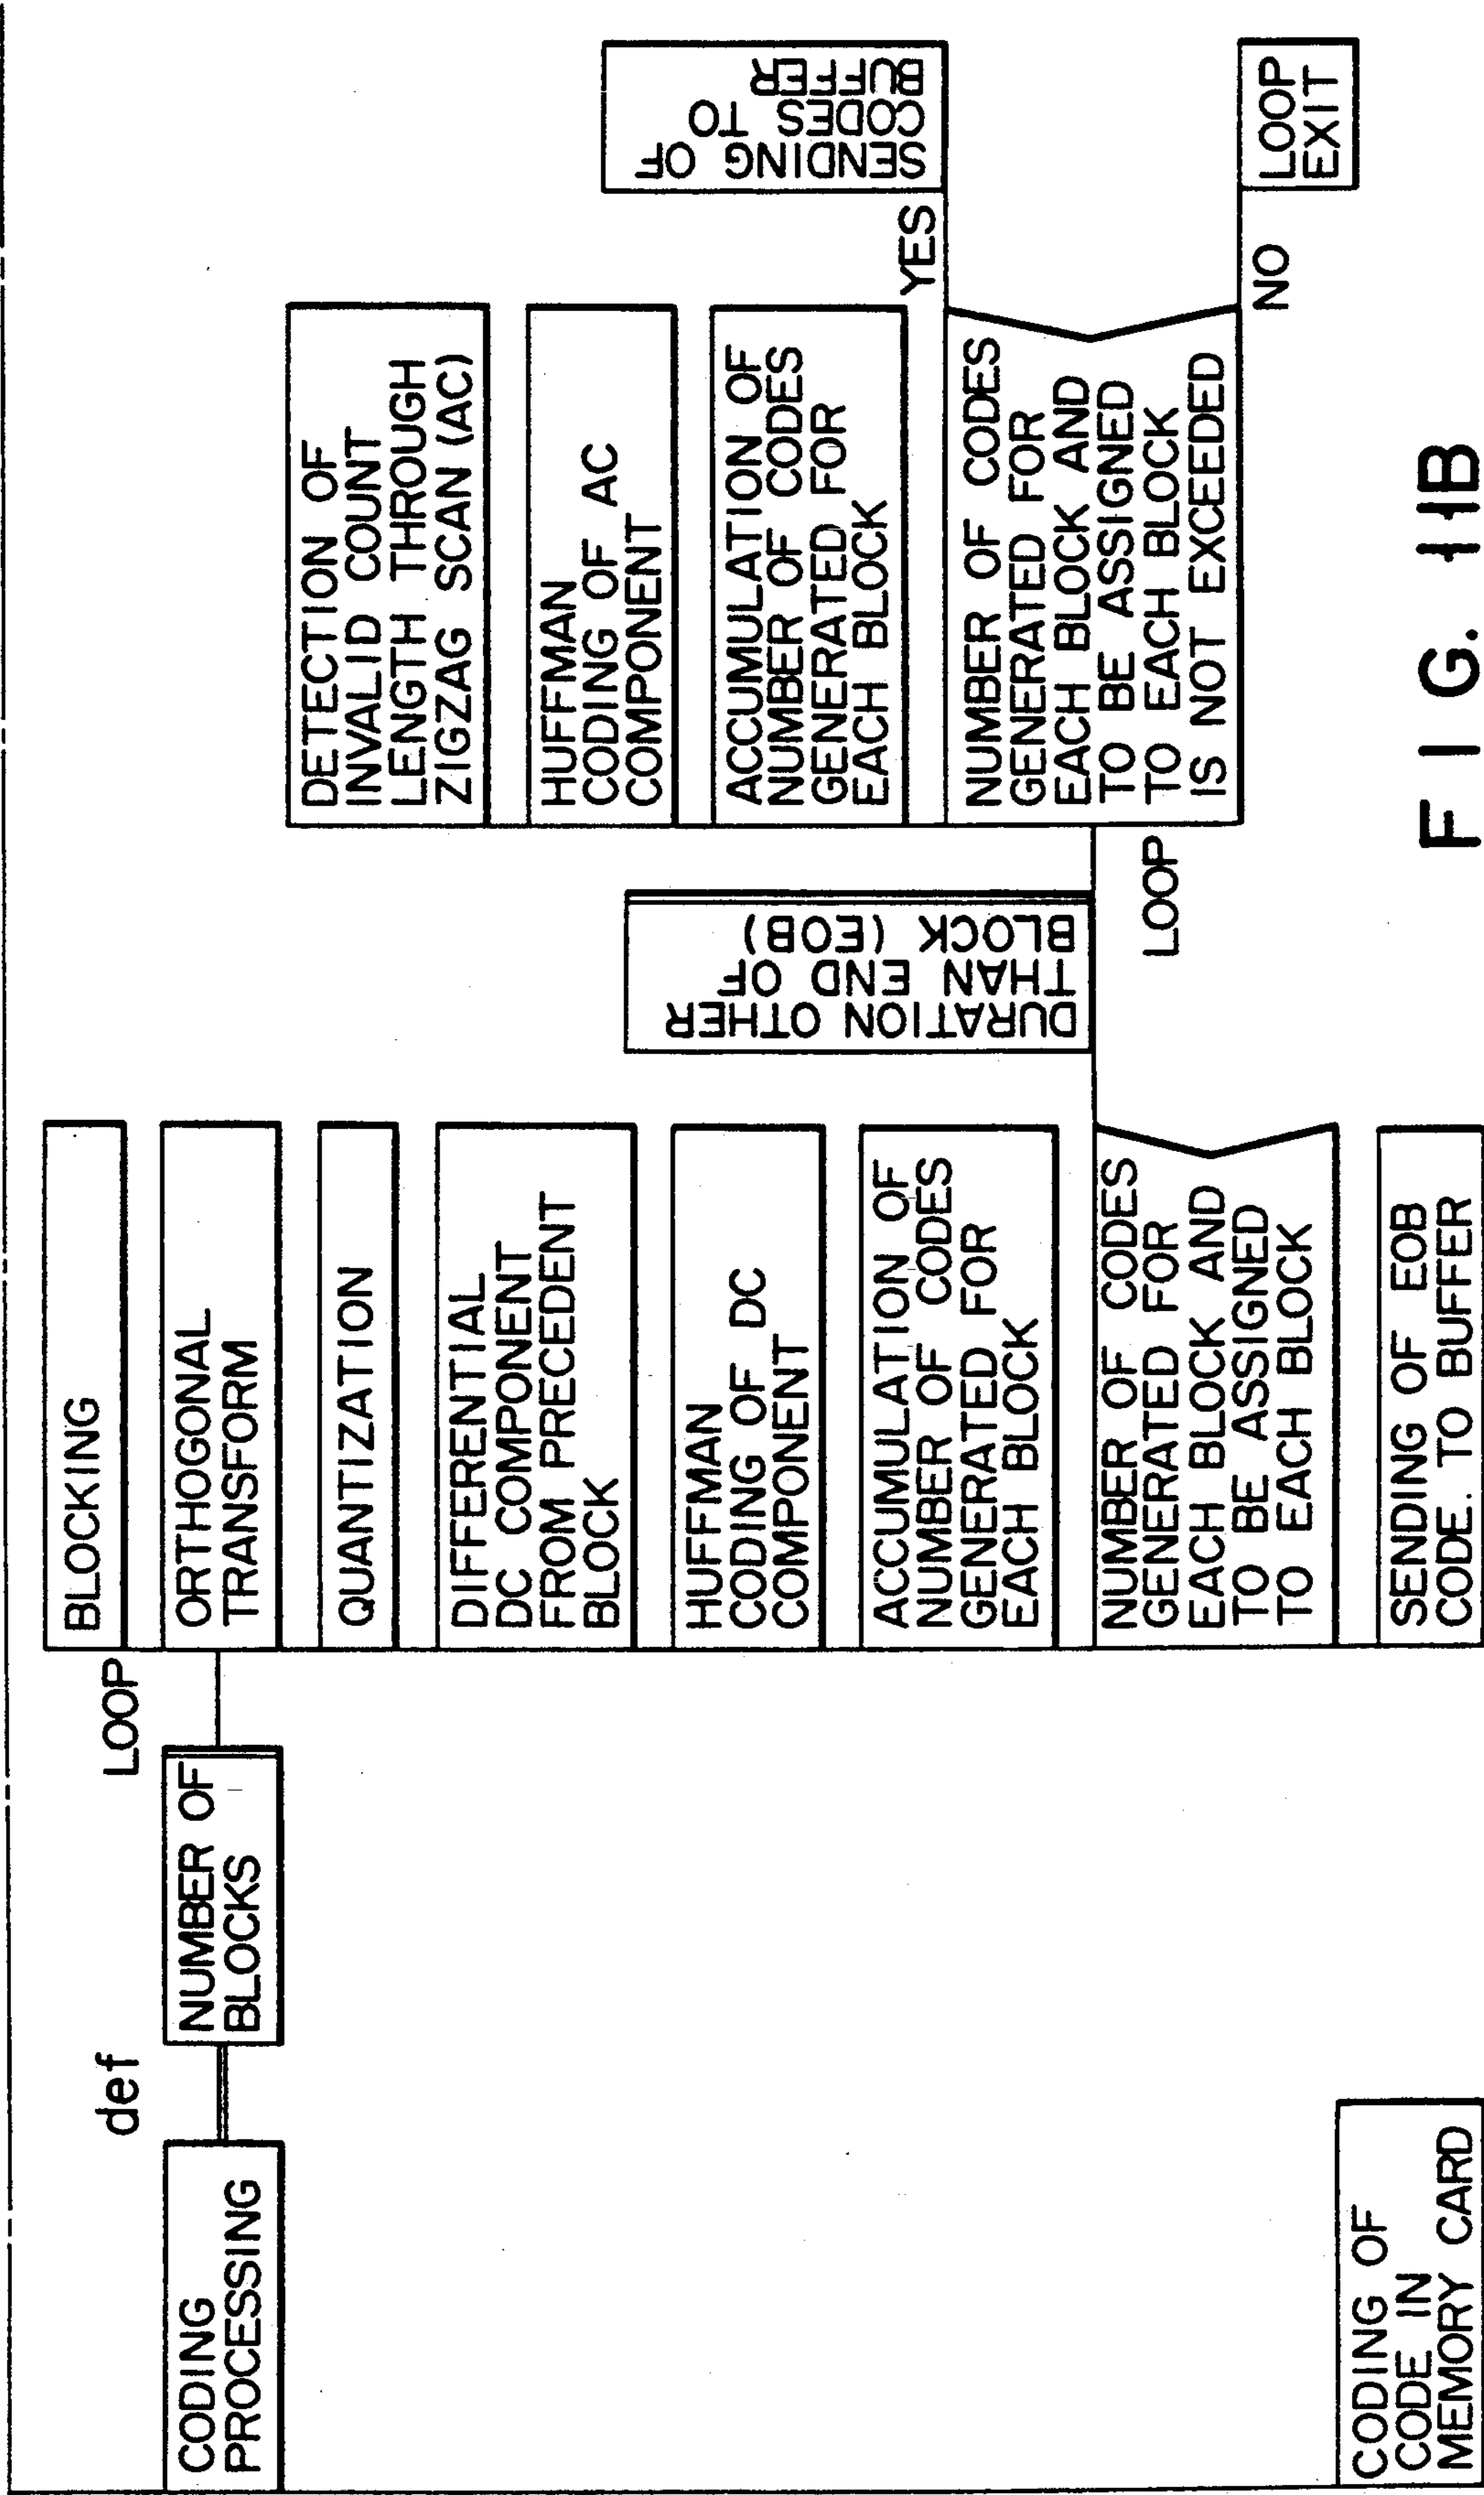 CODING
PROCESSING
def
NUMBER OF
BLOCKS
LOOP
BLOCKING
ORTHOGONAL
TRANSFORM
QUANTIZATION
DIFFERENTIAL
DC COMPONENT
FROM PRECEDENT
BLOCK
HUFFMAN
CODING OF DC
COMPONENT
ACCUMULATION OF
NUMBER OF CODES
GENERATED FOR
EACH BLOCK
NUMBER OF CODES
GENERATED FOR
EACH BLOCK AND
TO BE ASSIGNED
TO EACH BLOCK
SENDING OF EOB
CODE. TO BUFFER
DURATION OTHER
THAN END OF
BLOCK (EOB)
LOOP
DETECTION OF
INVALID COUNT
LENGTH THROUGH
ZIGZAG SCAN (AC)
HUFFMAN
CODING OF AC
COMPONENT
ACCUMULATION OF
NUMBER OF CODES
GENERATED FOR
EACH BLOCK
NUMBER OF CODES
GENERATED FOR
EACH BLOCK AND
TO BE ASSIGNED
TO EACH BLOCK
IS NOT EXCEEDED
YES
SENDING OF
CODES TO
BUFFER
NO
LOOP
EXIT
CODING OF
CODE IN
MEMORY CARD
FIG. 11B